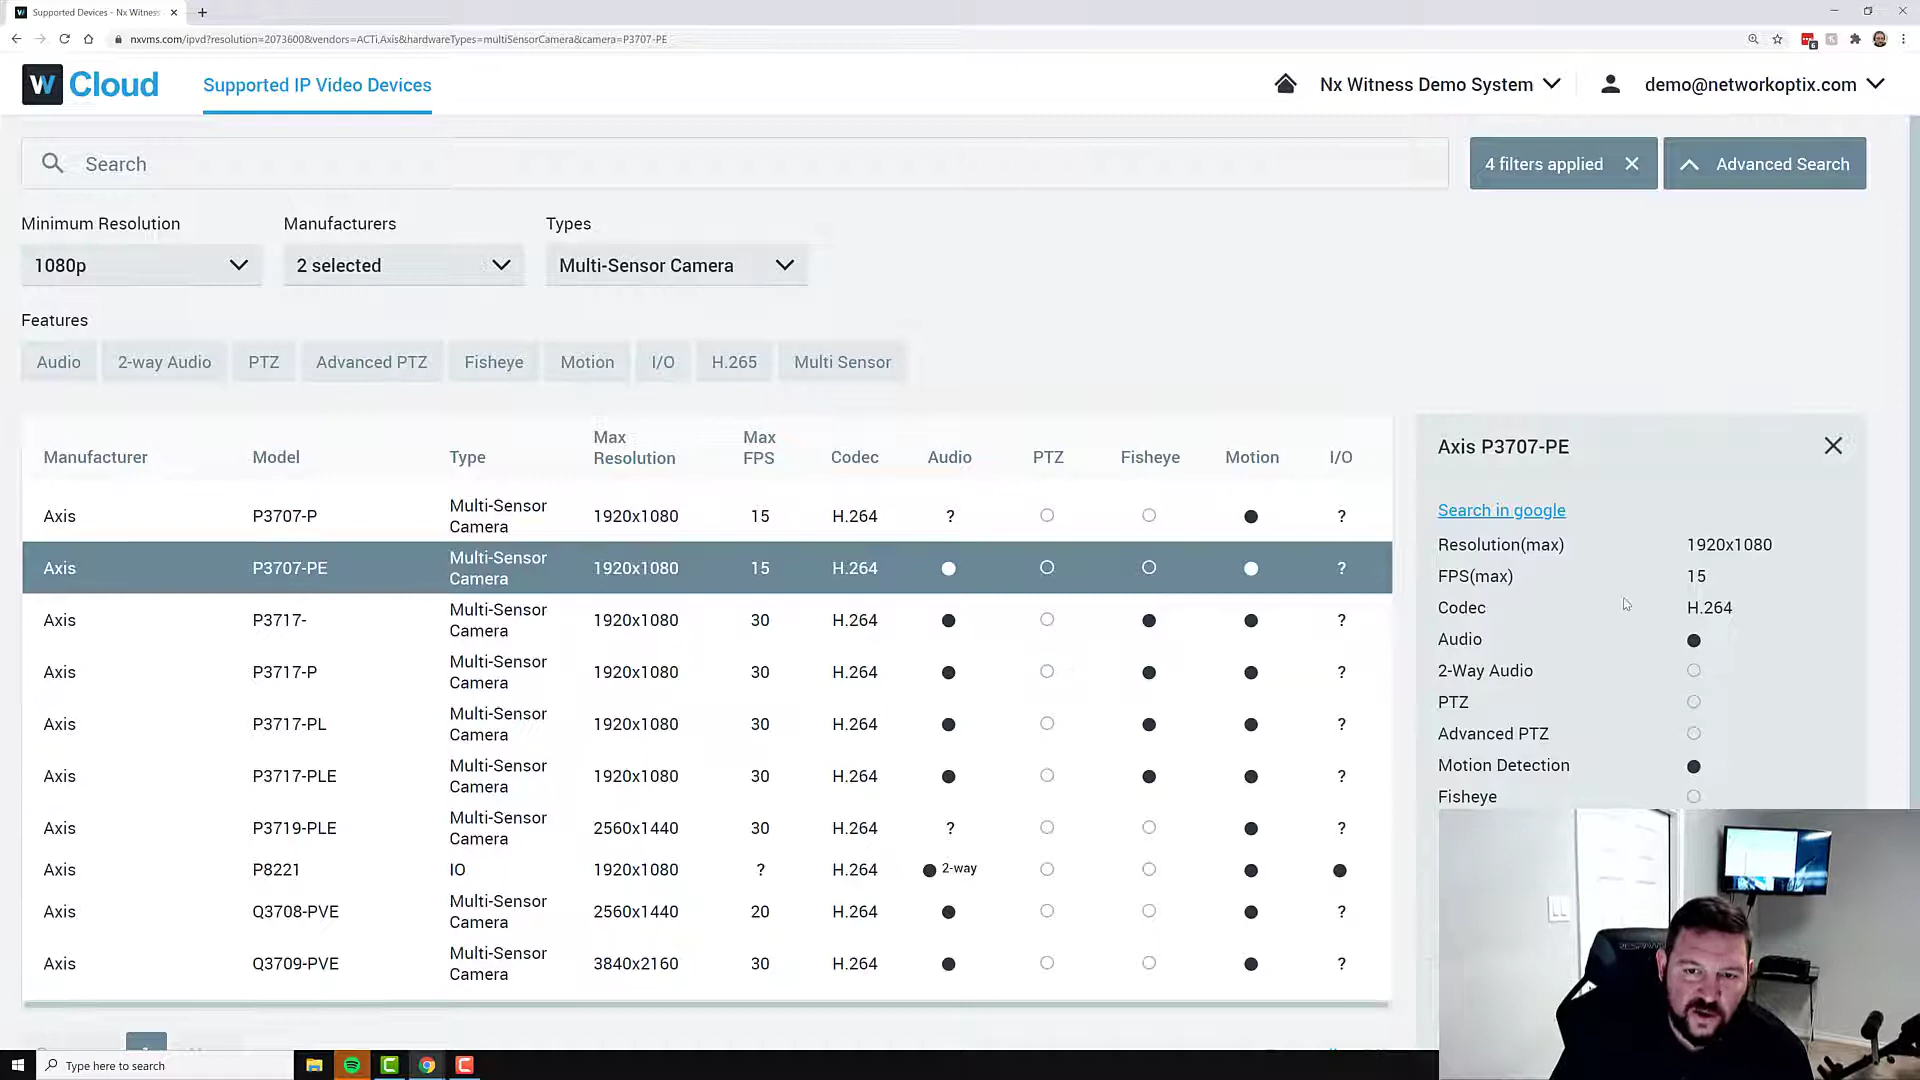 Supported Devices - Nx Witness
nxvms.com/ipvd?resolution=2073600&vendors=ACTi,Axis&hardwareTypes=multiSensorCamera&camera=P3707-PE
6
W Cloud
Supported IP Video Devices
Nx Witness Demo System
demo@networkoptix.com
Search
4 filters applied
Advanced Search
Minimum Resolution
Manufacturers
Types
1080p
2 selected
Multi-Sensor Camera
Features
Audio
2-way Audio
PTZ
Advanced PTZ
Fisheye
Motion
I/O
H.265
Multi Sensor
Manufacturer Model Type Max Resolution Max FPS Codec Audio PTZ Fisheye Motion I/O
Axis P3707-P Multi-Sensor Camera 1920x1080 15 H.264 ? ?
Axis P3707-PE Multi-Sensor Camera 1920x1080 15 H.264 ?
Axis P3717- Multi-Sensor Camera 1920x1080 30 H.264 ?
Axis P3717-P Multi-Sensor Camera 1920x1080 30 H.264 ?
Axis P3717-PL Multi-Sensor Camera 1920x1080 30 H.264 ?
Axis P3717-PLE Multi-Sensor Camera 1920x1080 30 H.264 ?
Axis P3719-PLE Multi-Sensor Camera 2560x1440 30 H.264 ? ?
Axis P8221 IO 1920x1080 ? H.264 2-way
Axis Q3708-PVE Multi-Sensor Camera 2560x1440 20 H.264 ?
Axis Q3709-PVE Multi-Sensor Camera 3840x2160 30 H.264 ?
Axis P3707-PE
Search in google
Resolution(max) 1920x1080
FPS(max) 15
Codec H.264
Audio
2-Way Audio
PTZ
Advanced PTZ
Motion Detection
Fisheye
RESPAWN
Type here to search